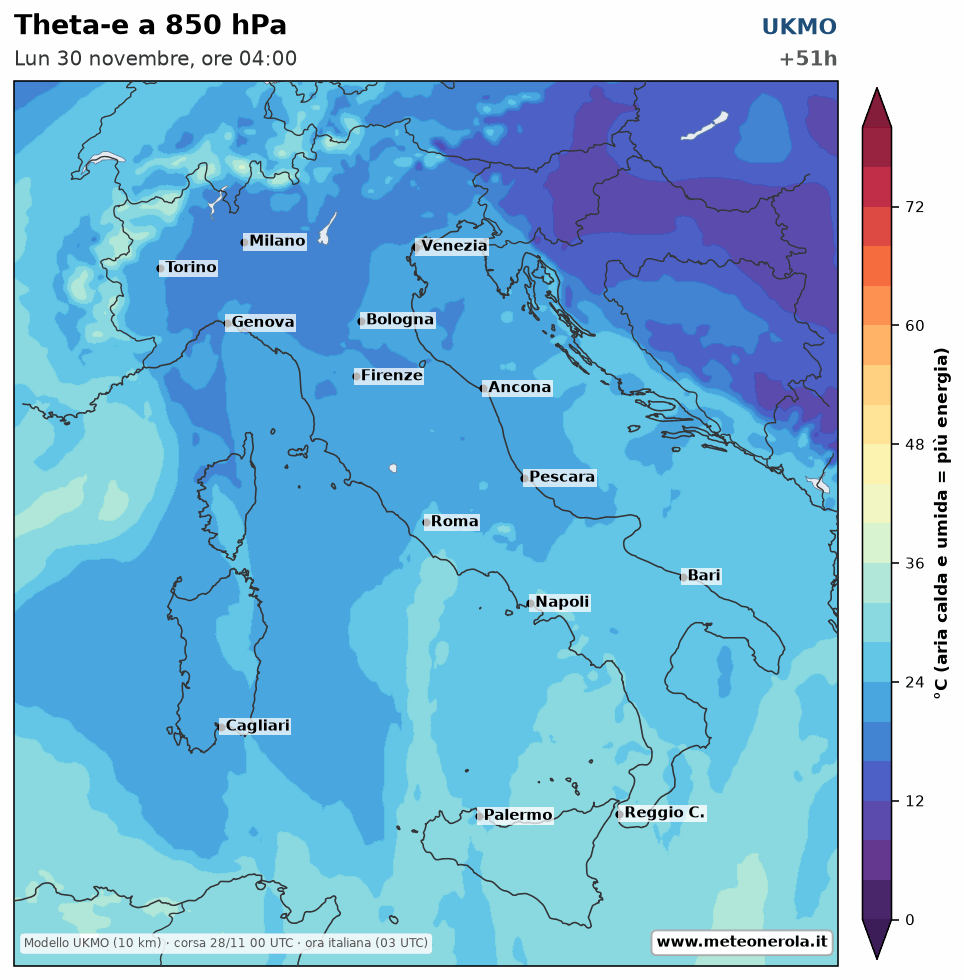 Theta-e a 850 hPa
UKMO
Lun 30 novembre, ore 04:00
+51h
Milano
Venezia
Torino
Genova
Bologna
Firenze
Ancona
Pescara
Roma
Bari
Napoli
Cagliari
Palermo
Reggio C.
72
60
48
36
24
12
0
°C (aria calda e umida = più energia)
Modello UKMO (10 km) · corsa 28/11 00 UTC · ora italiana (03 UTC)
www.meteonerola.it